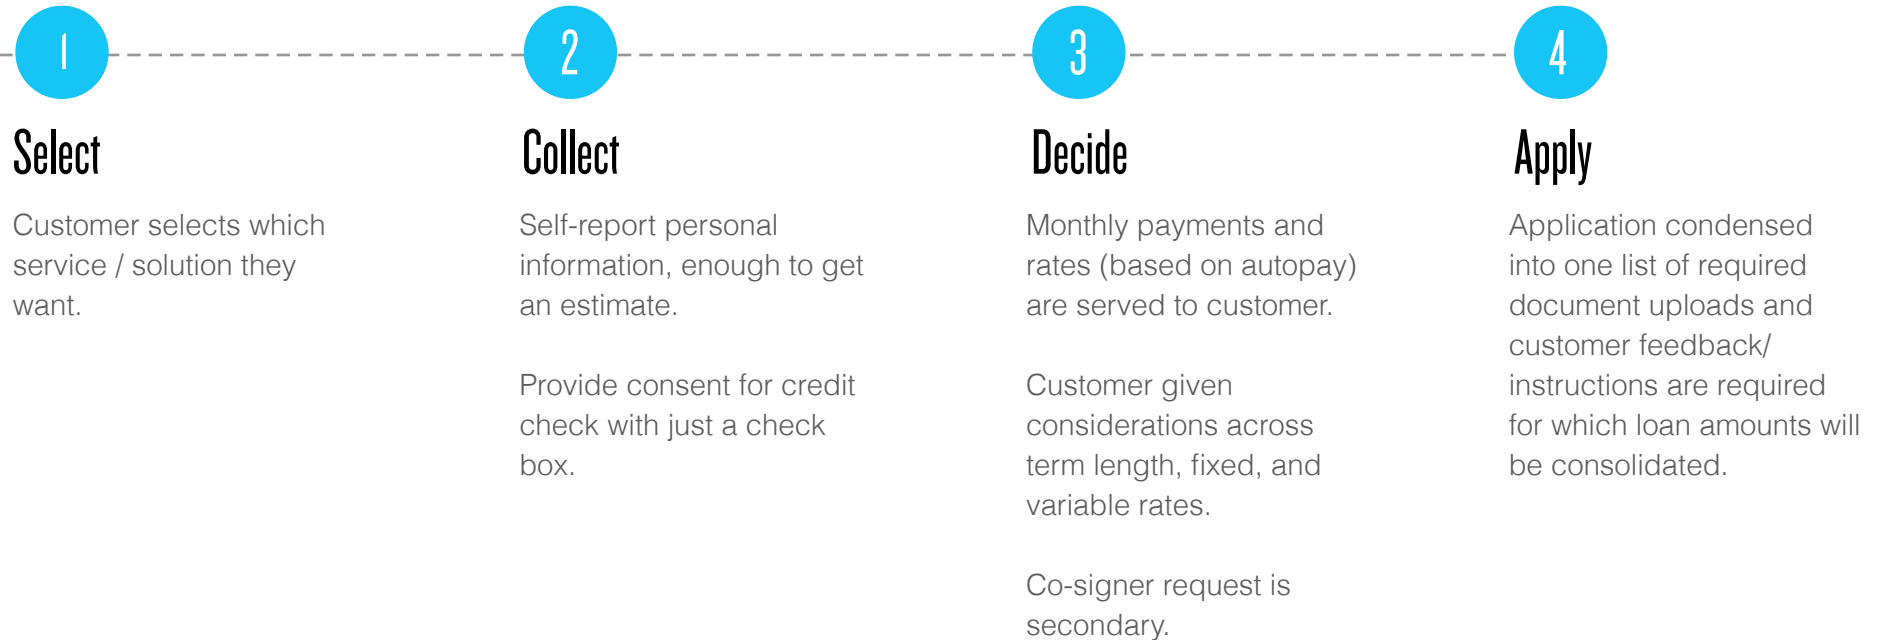 1
Select
Customer selects which
service / solution they
want.
2
Collect
Self-report personal
information, enough to get
an estimate.
Provide consent for credit
check with just a check
box.
3
Decide
Monthly payments and
rates (based on autopay)
are served to customer.
Customer given
considerations across
term length, fixed, and
variable rates.
Co-signer request is
secondary.
4
Apply
Application condensed
into one list of required
document uploads and
customer feedback/
instructions are required
for which loan amounts will
be consolidated.